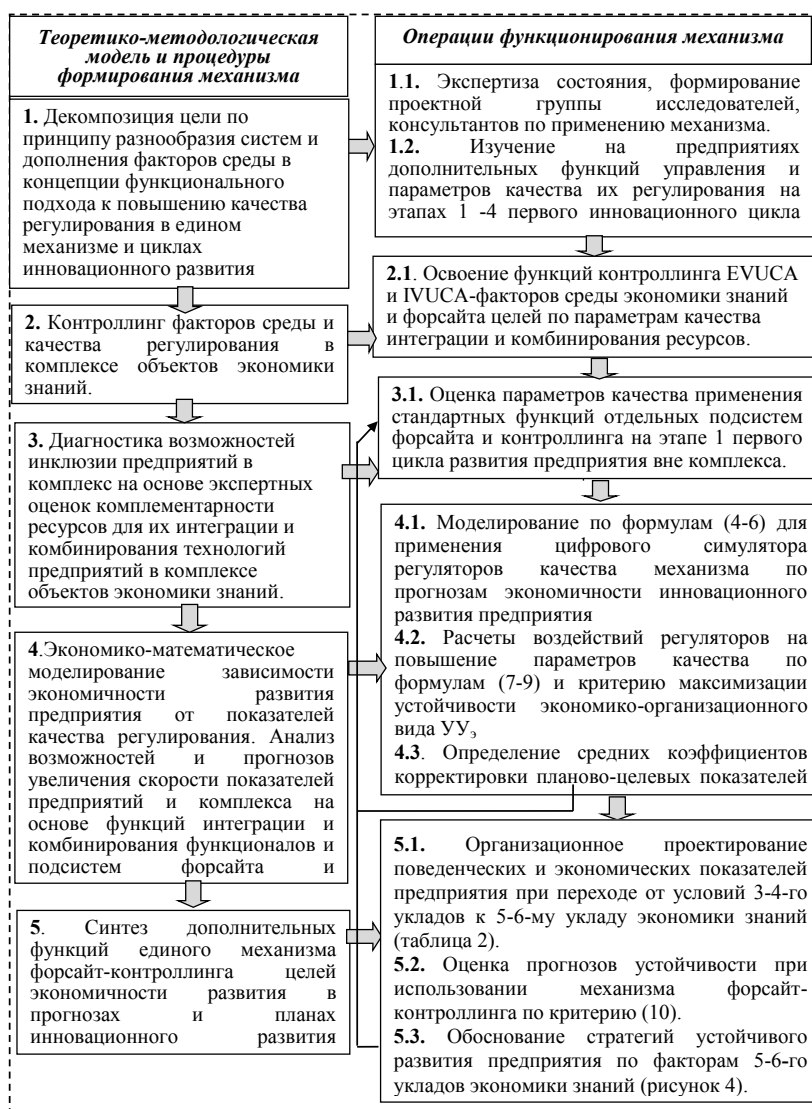 Теоретико-методологическая
модель и процедуры
формирования механизма
1. Декомпозиция цели по
принципу разнообразия систем и
дополнения факторов среды в
концепции функционального
подхода к повышению качества
регулирования в едином
механизме и циклах
инновационного развития
2. Контроллинг факторов среды и
качества регулирования в
комплексе объектов экономики
знаний.
3. Диагностика возможностей
инклюзии предприятий в
комплекс на основе экспертных
оценок комплементарности
ресурсов для их интеграции и
комбинирования технологий
предприятий в комплексе
объектов экономики знаний.
4.Экономико-математическое
моделирование зависимости
экономичности развития
предприятия от показателей
качества регулирования. Анализ
возможностей и прогнозов
увеличения скорости показателей
предприятий и комплекса на
основе функций интеграции и
комбинирования функционалов и
подсистем форсайта и
5. Синтез дополнительных
функций единого механизма
форсайт-контроллинга целей
экономичности развития в
прогнозах и планах
инновационного развития
Операции функционирования механизма
1.1. Экспертиза состояния, формирование
проектной группы исследователей,
консультантов по применению механизма.
1.2. Изучение на предприятиях
дополнительных функций управления и
параметров качества их регулирования на
этапах 1 -4 первого инновационного цикла
2.1. Освоение функций контроллинга EVUCA
и IVUCA-факторов среды экономики знаний
и форсайта целей по параметрам качества
интеграции и комбинирования ресурсов.
3.1. Оценка параметров качества применения
стандартных функций отдельных подсистем
форсайта и контроллинга на этапе 1 первого
цикла развития предприятия вне комплекса.
4.1. Моделирование по формулам (4-6) для
применения цифрового симулятора
регуляторов качества механизма по
прогнозам экономичности инновационного
развития предприятия
4.2. Расчеты воздействий регуляторов на
повышение параметров качества по
формулам (7-9) и критерию максимизации
устойчивости экономико-организационного
вида УУэ
4.3. Определение средних коэффициентов
корректировки планово-целевых показателей
5.1. Организационное проектирование
поведенческих и экономических показателей
предприятия при переходе от условий 3-4-го
укладов к 5-6-му укладу экономики знаний
(таблица 2).
5.2. Оценка прогнозов устойчивости при
использовании механизма форсайт-
контроллинга по критерию (10).
5.3. Обоснование стратегий устойчивого
развития предприятия по факторам 5-6-го
укладов экономики знаний (рисунок 4).